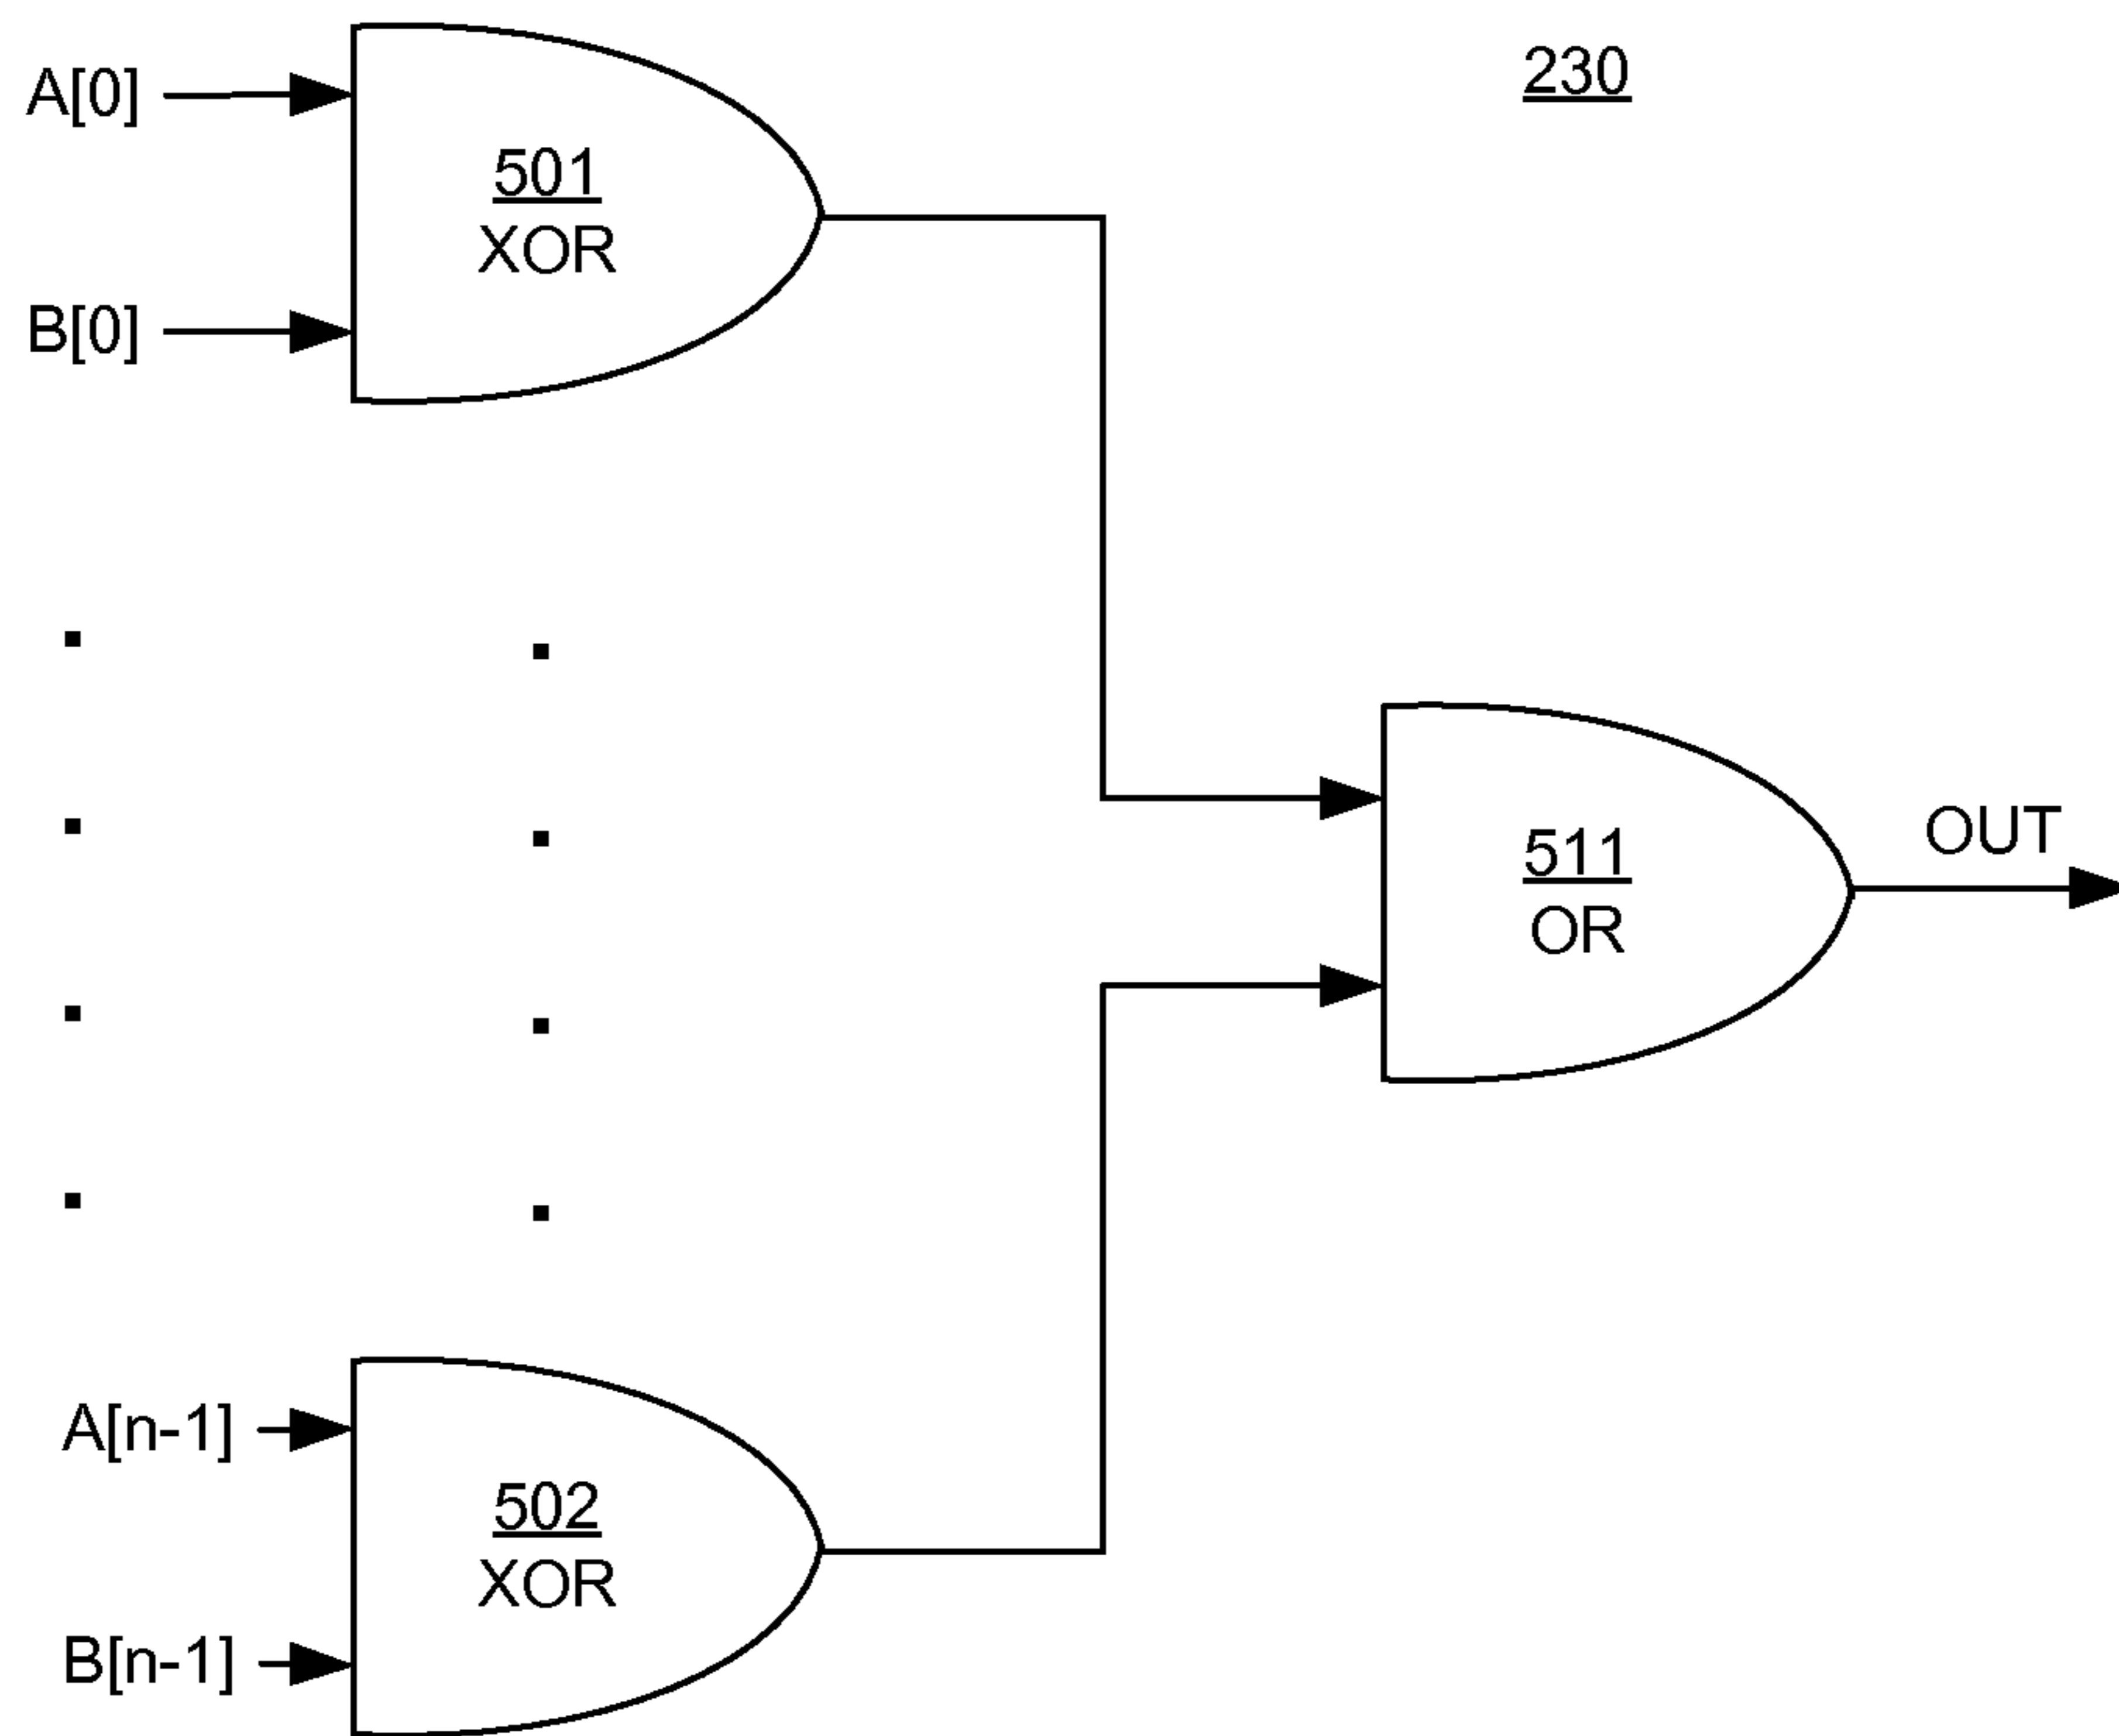 230
A[0]
501
XOR
B[0]
511
OR
OUT
A[n-1]
502
XOR
B[n-1]